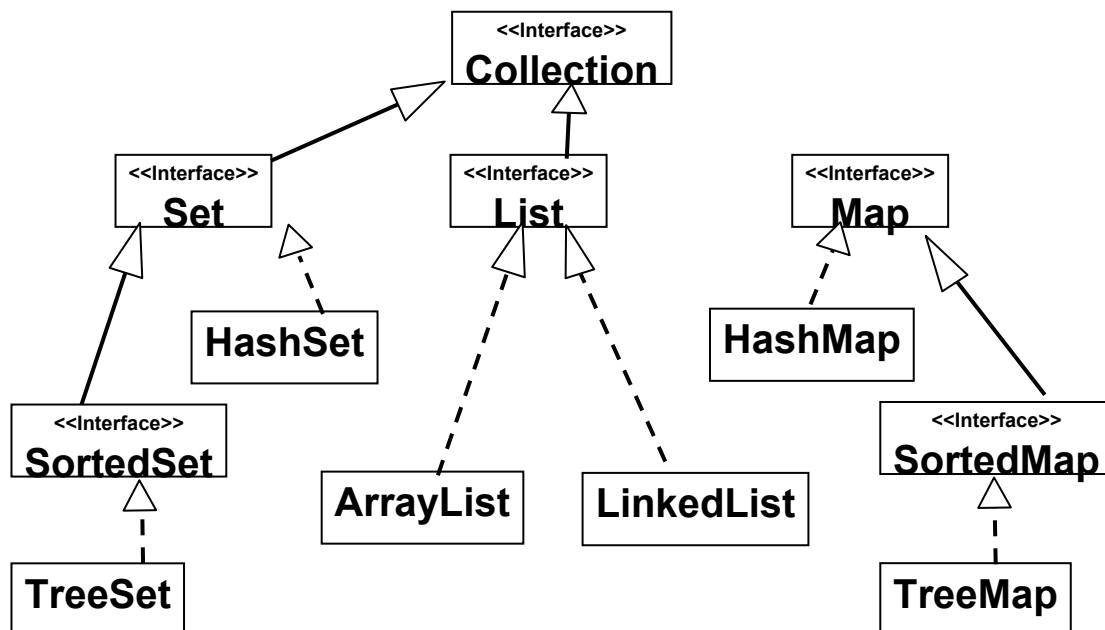 <<Interface>>
Collection
<<Interface>>
Set
<<Interface>>
List
<<Interface>>
Map
HashSet
HashMap
<<Interface>>
SortedSet
<<Interface>>
SortedMap
ArrayList
LinkedList
TreeSet
TreeMap